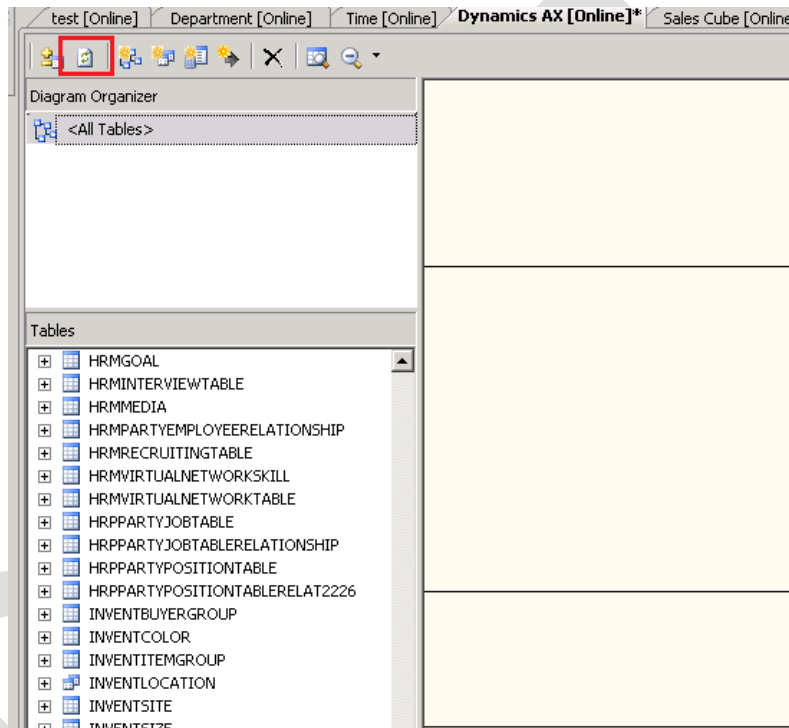 test [Online] Department [Online] Time [Online] Dynamics AX [Online]* Sales Cube [Online
Diagram Organizer
<All Tables>
Tables
HRMGOAL
HRMINTERVIEWTABLE
HRMMEDIA
HRMPARTYEMPLOYEERELATIONSHIP
HRMRECRUITINGTABLE
HRMVIRTUALNETWORKSKILL
HRMVIRTUALNETWORKTABLE
HRPPARTYJOBTABLE
HRPPARTYJOBTABLERELATIONSHIP
HRPPARTYPOSITIONTABLE
HRPPARTYPOSITIONTABLERELAT2226
INVENTBUYERGROUP
INVENTCOLOR
INVENTITEMGROUP
INVENTLOCATION
INVENTSITE
INVENTSIZE